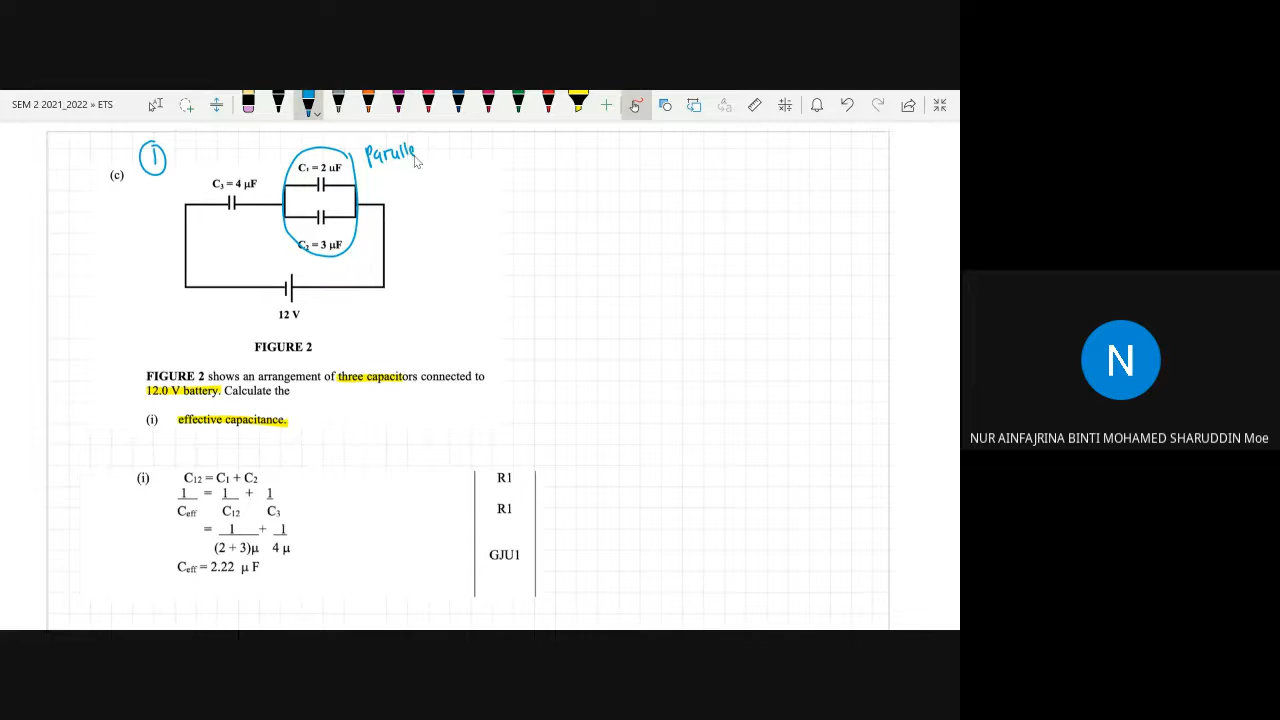 SEM 2 2021_2022 » ETS
①
Paralle
(c)
C₁ = 2 uF
C₃ = 4 μF
C₂ = 3 μF
12 V
FIGURE 2
FIGURE 2 shows an arrangement of three capacitors connected to
12.0 V battery. Calculate the
(i) effective capacitance.
(i) C₁₂ = C₁ + C₂
R1
1 = 1 + 1
Cₑff C₁₂ C₃
R1
= 1 + 1
(2 + 3)μ 4 μ
GJU1
Cₑff = 2.22 μ F
N
NUR AINFAJRINA BINTI MOHAMED SHARUDDIN Moe